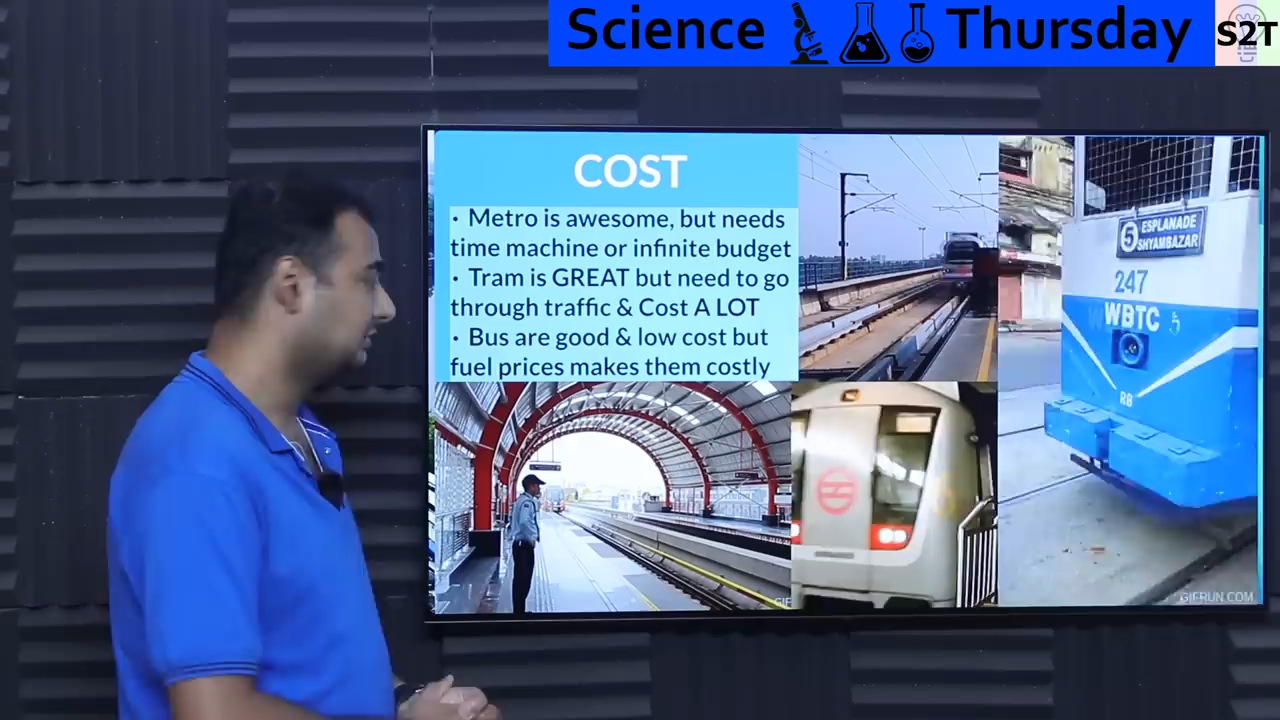 Science Thursday
S2T
COST
· Metro is awesome, but needs
time machine or infinite budget
· Tram is GREAT but need to go
through traffic & Cost A LOT
· Bus are good & low cost but
fuel prices makes them costly
5 ESPLANADE
SHYAMBAZAR
247
WBTC
RB
GIFRUN.COM